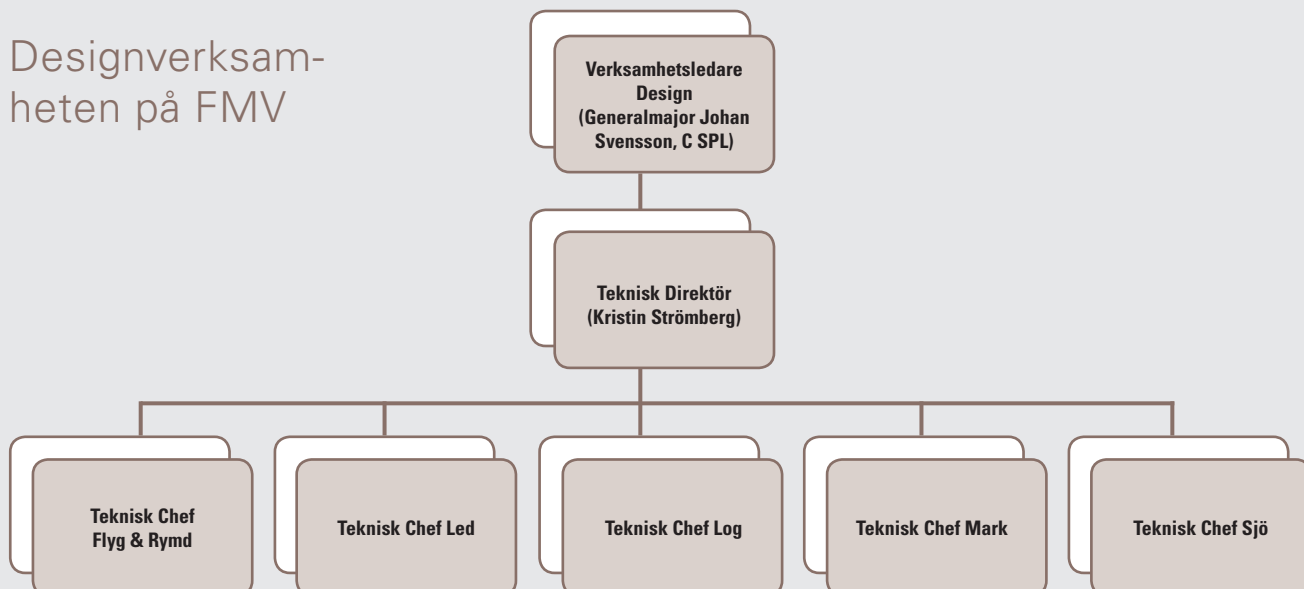 Designverksam-
heten på FMV
Verksamhetsledare
Design
(Generalmajor Johan
Svensson, C SPL)
Teknisk Direktör
(Kristin Strömberg)
Teknisk Chef
Flyg & Rymd
Teknisk Chef Led
Teknisk Chef Log
Teknisk Chef Mark
Teknisk Chef Sjö